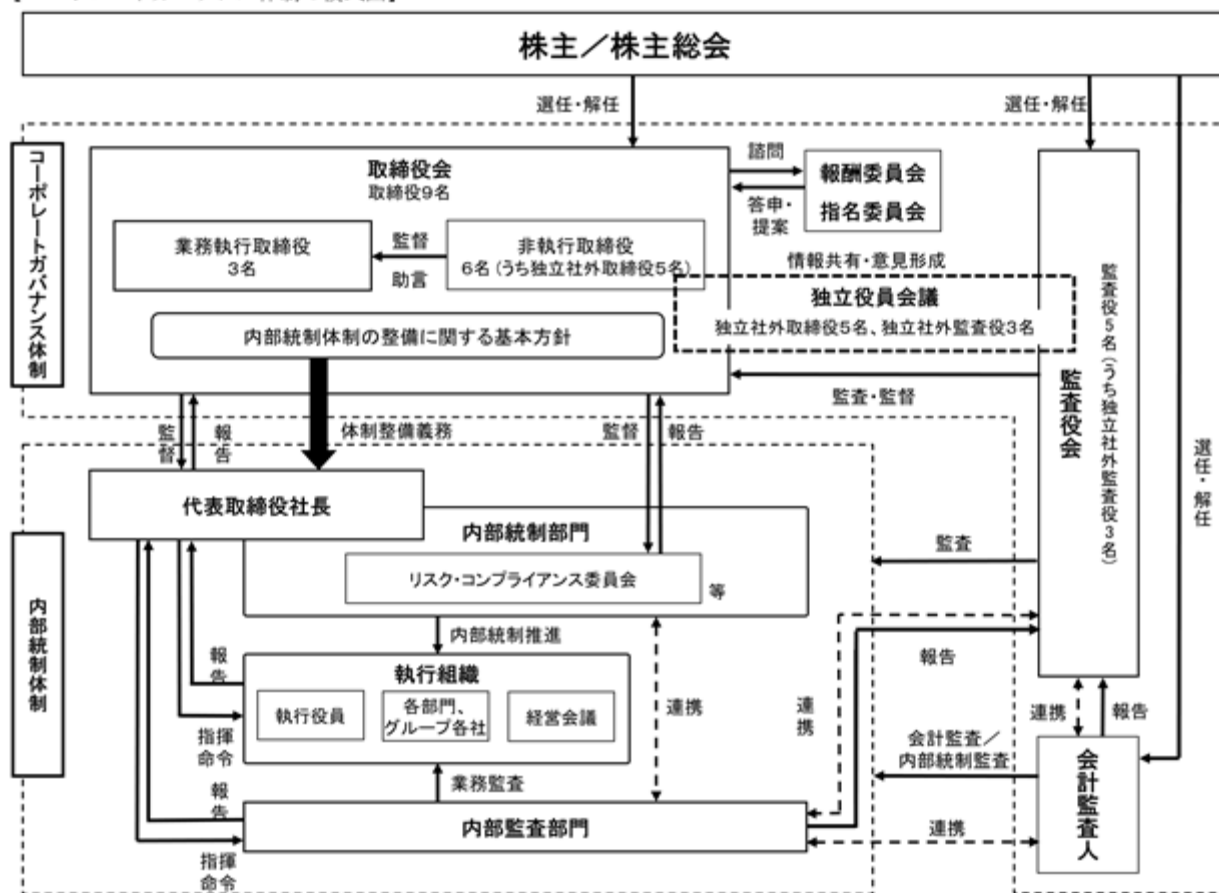 株主／株主総会
選任・解任
選任・解任
コーポレートガバナンス体制
取締役会
取締役9名
諮問
報酬委員会
指名委員会
答申・
提案
業務執行取締役
3名
監督
助言
非執行取締役
6名（うち独立社外取締役5名）
情報共有・意見形成
独立役員会議
独立社外取締役5名、独立社外監査役3名
内部統制体制の整備に関する基本方針
監査・監督
監査役会
監査役5名（うち独立社外監査役3名）
選任・解任
監督
報告
体制整備義務
監督
報告
内部統制体制
代表取締役社長
内部統制部門
リスク・コンプライアンス委員会
等
監査
内部統制推進
報告
執行組織
執行役員
各部門、
グループ各社
経営会議
指揮
命令
連携
連携
報告
連携
報告
会計監査／
内部統制監査
会計監査人
業務監査
報告
内部監査部門
連携
指揮
命令